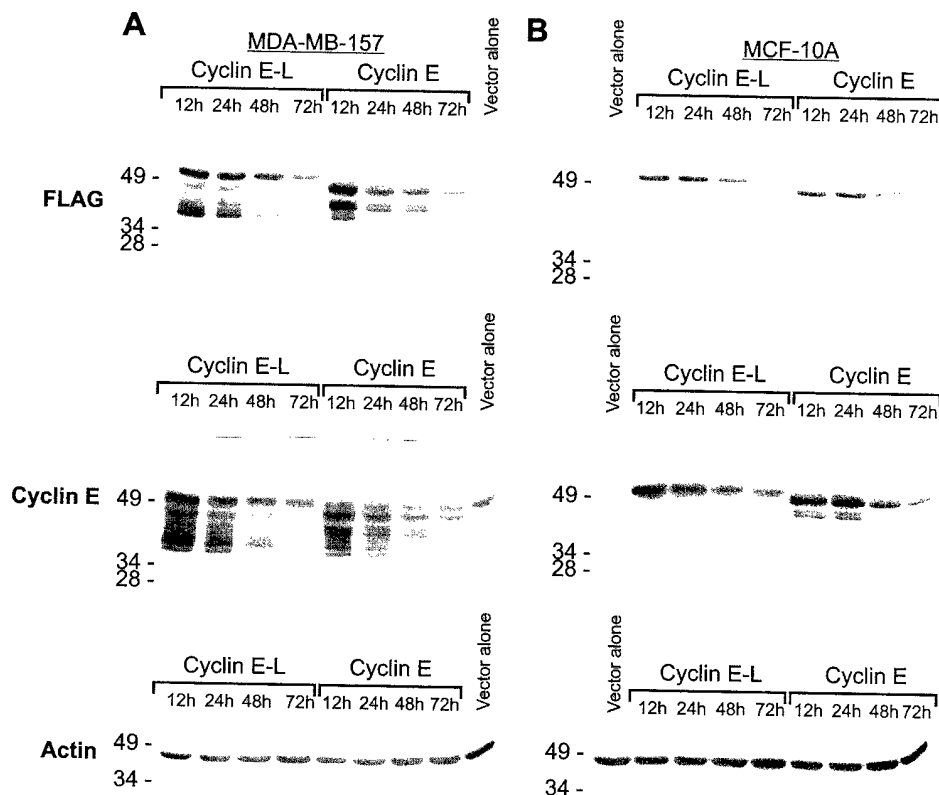 A
MDA-MB-157
Cyclin E-L Cyclin E Vector alone
12h 24h 48h 72h 12h 24h 48h 72h
FLAG
49 -
34 -
28 -
Cyclin E-L Cyclin E Vector alone
12h 24h 48h 72h 12h 24h 48h 72h
Cyclin E
49 -
34 -
28 -
Cyclin E-L Cyclin E Vector alone
12h 24h 48h 72h 12h 24h 48h 72h
Actin
49 -
34 -
B
MCF-10A
Vector alone Cyclin E-L Cyclin E
12h 24h 48h 72h 12h 24h 48h 72h
49 -
34 -
28 -
Vector alone Cyclin E-L Cyclin E
12h 24h 48h 72h 12h 24h 48h 72h
49 -
34 -
28 -
Vector alone Cyclin E-L Cyclin E
12h 24h 48h 72h 12h 24h 48h 72h
49 -
34 -